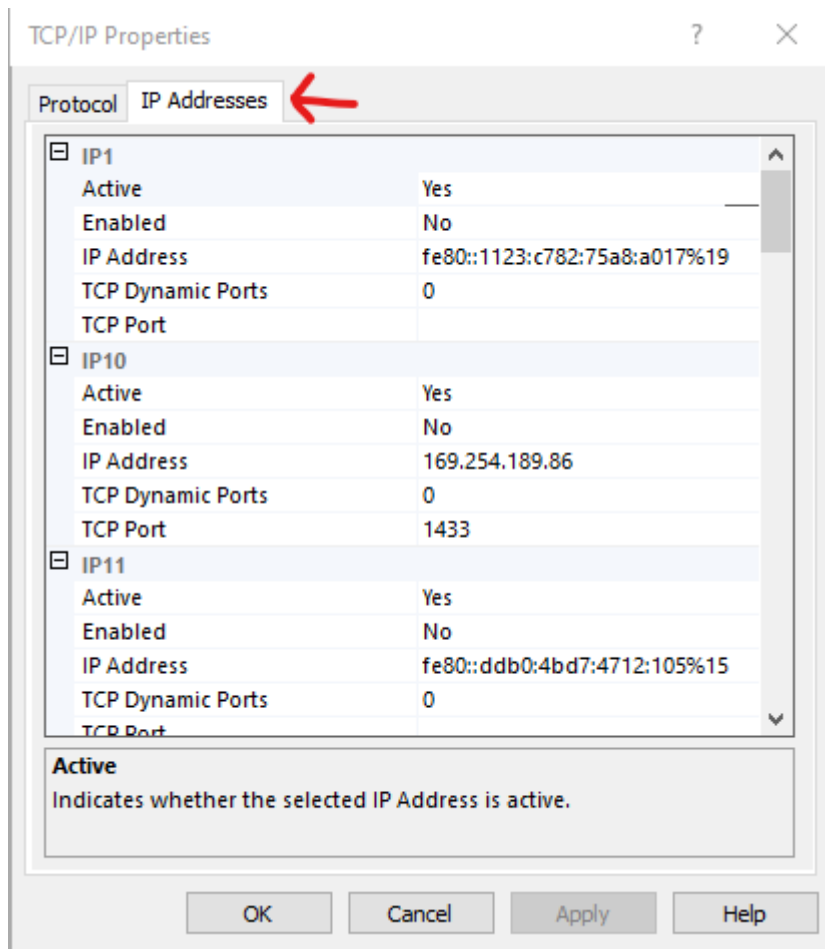 TCP/IP Properties ?
Protocol IP Addresses
IP1
Active Yes
Enabled No
IP Address fe80::1123:c782:75a8:a017%19
TCP Dynamic Ports 0
TCP Port
IP10
Active Yes
Enabled No
IP Address 169.254.189.86
TCP Dynamic Ports 0
TCP Port 1433
IP11
Active Yes
Enabled No
IP Address fe80::ddb0:4bd7:4712:105%15
TCP Dynamic Ports 0
TCP Port
Active
Indicates whether the selected IP Address is active.
OK Cancel Apply Help